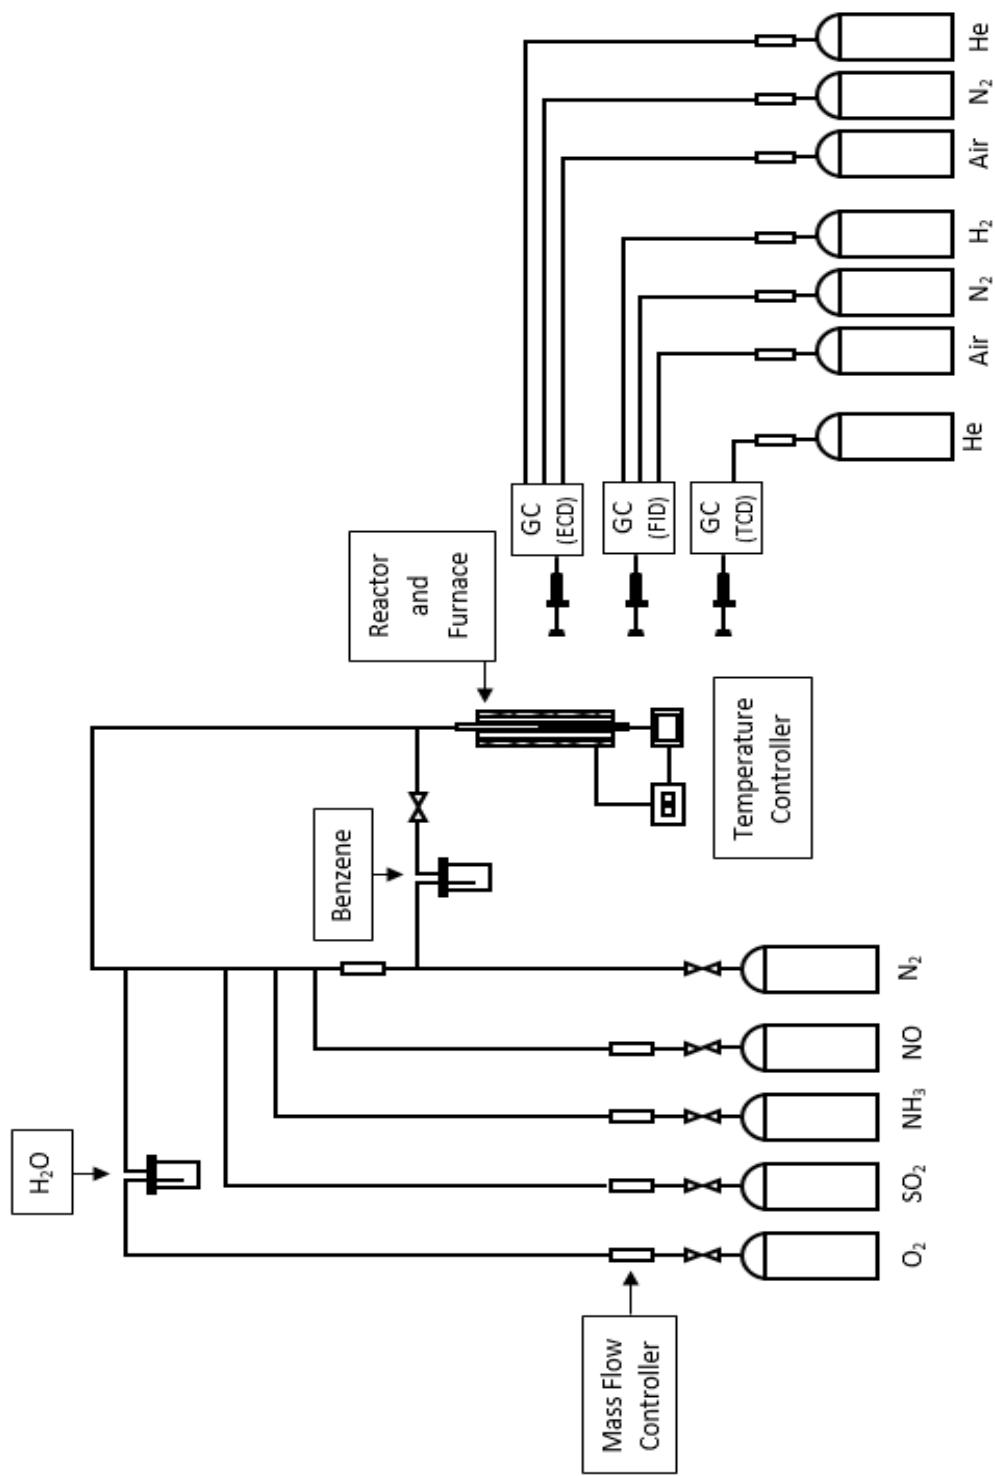 H₂O
Benzene
Reactor
and
Furnace
GC
(ECD)
GC
(FID)
GC
(TCD)
Mass Flow
Controller
Temperature
Controller
O₂
SO₂
NH₃
NO
N₂
He
Air
N₂
H₂
Air
N₂
He